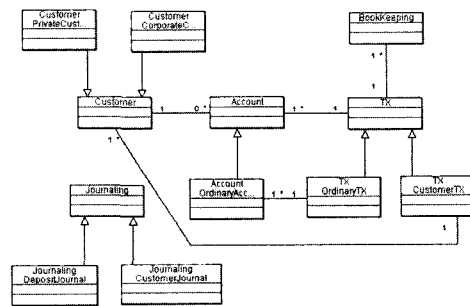 Customer
PrivateCust...
Customer
CorporateC...
BookKeeping
1..*
1
Customer
1
0..*
Account
1..*
1
TX
1..*
Account
OrdinaryAcc...
1..*
1
TX
OrdinaryTX
TX
CustomerTX
1
Journaling
Journaling
DepositJournal
Journaling
CustomerJournal